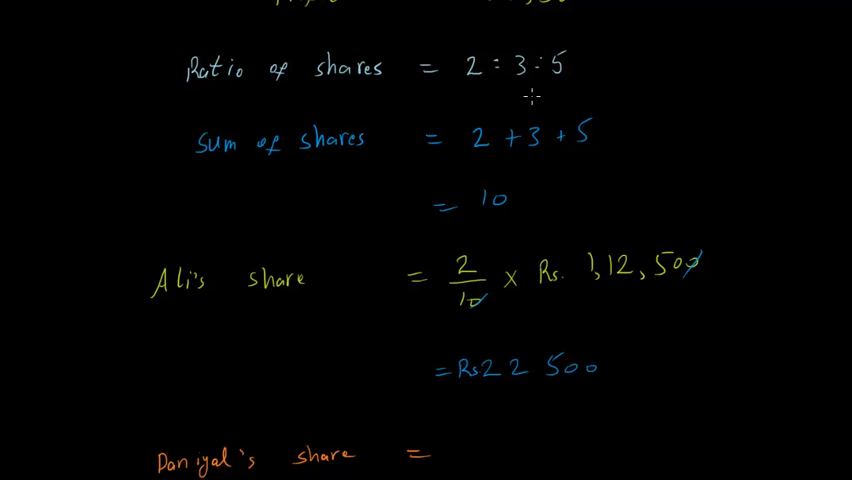 Ratio of shares = 2 : 3 : 5
Sum of shares = 2 + 3 + 5
= 10
Ali's share = 2/10 x Rs. 1,12,500
= Rs 22 500
Daniyal's share =